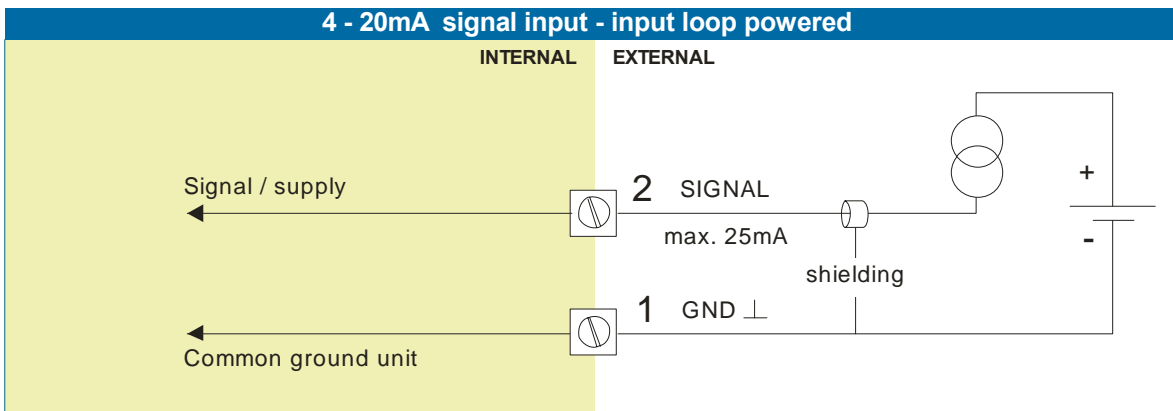 4 - 20mA signal input - input loop powered
INTERNAL EXTERNAL
Signal / supply
2 SIGNAL
max. 25mA
+
-
shielding
1 GND ⊥
Common ground unit